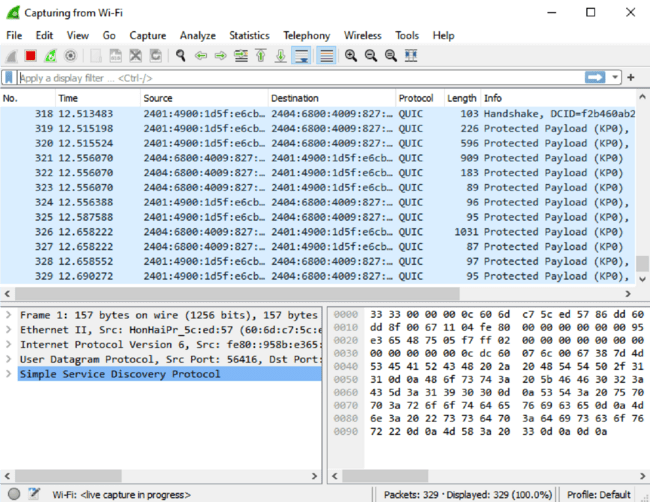 Capturing from Wi-Fi
File Edit View Go Capture Analyze Statistics Telephony Wireless Tools Help
Apply a display filter ... <Ctrl-/>
No. Time Source Destination Protocol Length Info
318 12.513483 2401:4900:1d5f:e6cb… 2404:6800:4009:827:… QUIC 103 Handshake, DCID=f2b460ab2
319 12.515198 2401:4900:1d5f:e6cb… 2404:6800:4009:827:… QUIC 226 Protected Payload (KP0),
320 12.515524 2401:4900:1d5f:e6cb… 2404:6800:4009:827:… QUIC 596 Protected Payload (KP0),
321 12.556070 2404:6800:4009:827:… 2401:4900:1d5f:e6cb… QUIC 909 Protected Payload (KP0)
322 12.556070 2404:6800:4009:827:… 2401:4900:1d5f:e6cb… QUIC 183 Protected Payload (KP0)
323 12.556070 2404:6800:4009:827:… 2401:4900:1d5f:e6cb… QUIC 89 Protected Payload (KP0)
324 12.556388 2401:4900:1d5f:e6cb… 2404:6800:4009:827:… QUIC 96 Protected Payload (KP0),
325 12.587588 2401:4900:1d5f:e6cb… 2404:6800:4009:827:… QUIC 95 Protected Payload (KP0),
326 12.658222 2404:6800:4009:827:… 2401:4900:1d5f:e6cb… QUIC 1031 Protected Payload (KP0)
327 12.658222 2404:6800:4009:827:… 2401:4900:1d5f:e6cb… QUIC 87 Protected Payload (KP0)
328 12.658552 2401:4900:1d5f:e6cb… 2404:6800:4009:827:… QUIC 97 Protected Payload (KP0),
329 12.690272 2401:4900:1d5f:e6cb… 2404:6800:4009:827:… QUIC 95 Protected Payload (KP0),
Frame 1: 157 bytes on wire (1256 bits), 157 bytes
Ethernet II, Src: HonHaiPr_5c:ed:57 (60:6d:c7:5c:e
Internet Protocol Version 6, Src: fe80::958b:e365:
User Datagram Protocol, Src Port: 56416, Dst Port:
Simple Service Discovery Protocol
0000 33 33 00 00 00 0c 60 6d c7 5c ed 57 86 dd 60
0010 dd 8f 00 67 11 04 fe 80 00 00 00 00 00 00 95
0020 e3 65 48 75 05 f7 ff 02 00 00 00 00 00 00 00
0030 00 00 00 00 00 0c dc 60 07 6c 00 67 38 7d 4d
0040 53 45 41 52 43 48 20 2a 20 48 54 54 50 2f 31
0050 31 0d 0a 48 6f 73 74 3a 20 5b 46 46 30 32 3a
0060 43 5d 3a 31 39 30 30 0d 0a 53 54 3a 20 75 70
0070 70 3a 72 6f 6f 74 64 65 76 69 63 65 0d 0a 4d
0080 6e 3a 20 22 73 73 64 70 3a 64 69 73 63 6f 76
0090 72 22 0d 0a 4d 58 3a 20 33 0d 0a 0d 0a
Wi-Fi: <live capture in progress> Packets: 329 · Displayed: 329 (100.0%) Profile: Default